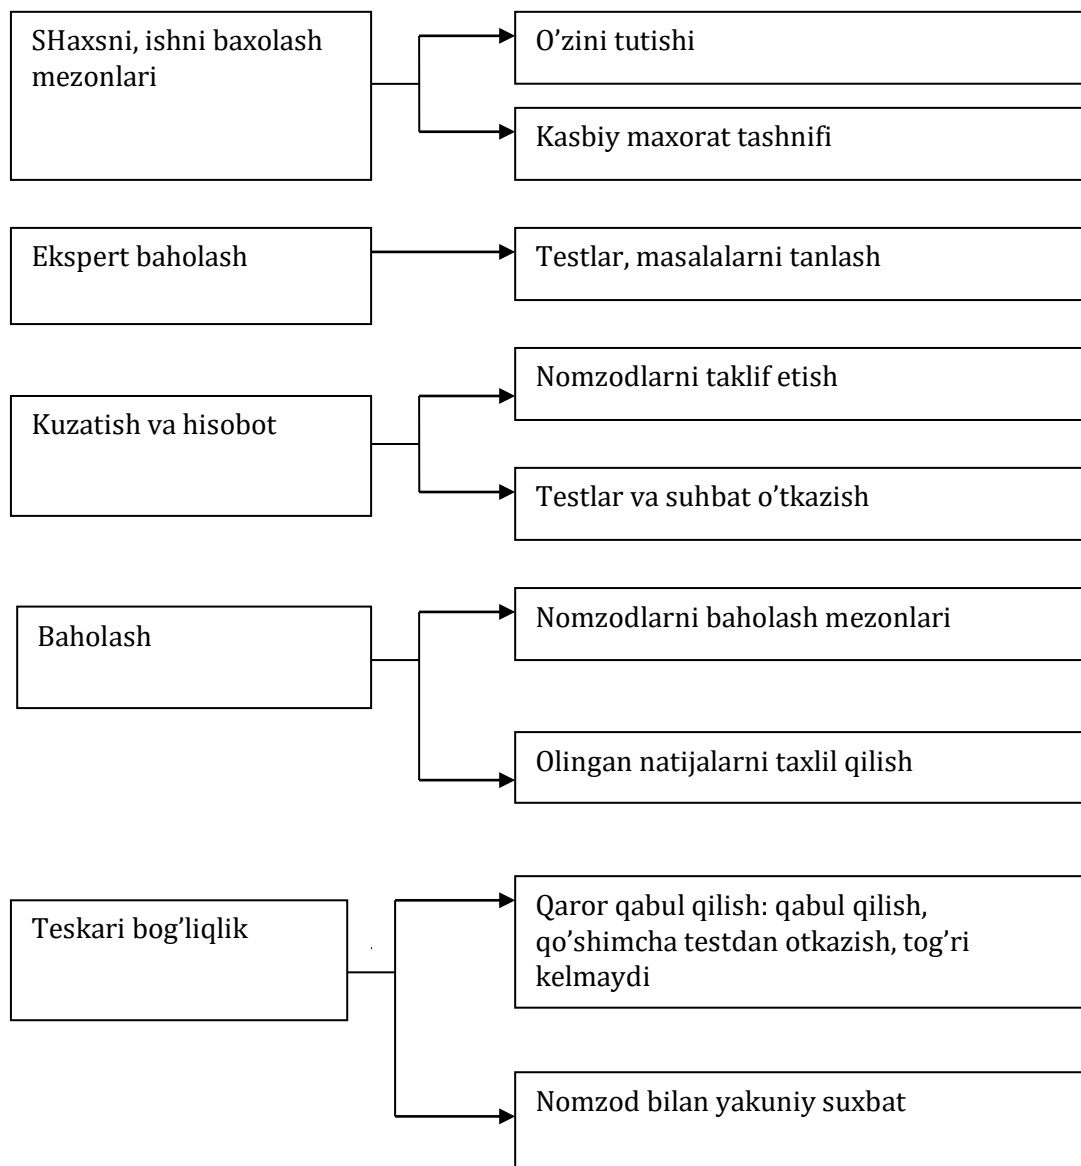 SHaxsni, ishni baxolash
mezonlari
O’zini tutishi
Kasbiy maxorat tashnifi
Ekspert baholash
Testlar, masalalarni tanlash
Kuzatish va hisobot
Nomzodlarni taklif etish
Testlar va suhbat o’tkazish
Baholash
Nomzodlarni baholash mezonlari
Olingan natijalarni taxlil qilish
Teskari bog’liqlik
Qaror qabul qilish: qabul qilish,
qo’shimcha testdan otkazish, tog’ri
kelmaydi
Nomzod bilan yakuniy suxbat